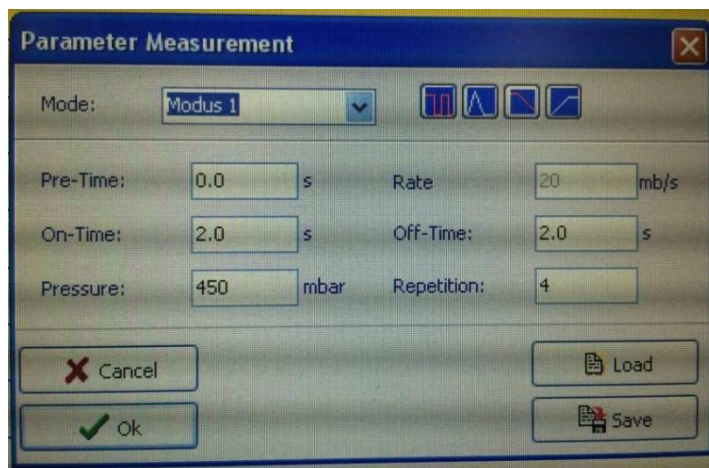 Parameter Measurement
Mode: Modus 1
Pre-Time: 0.0 s Rate 20 mb/s
On-Time: 2.0 s Off-Time: 2.0 s
Pressure: 450 mbar Repetition: 4
Cancel Load
Ok Save